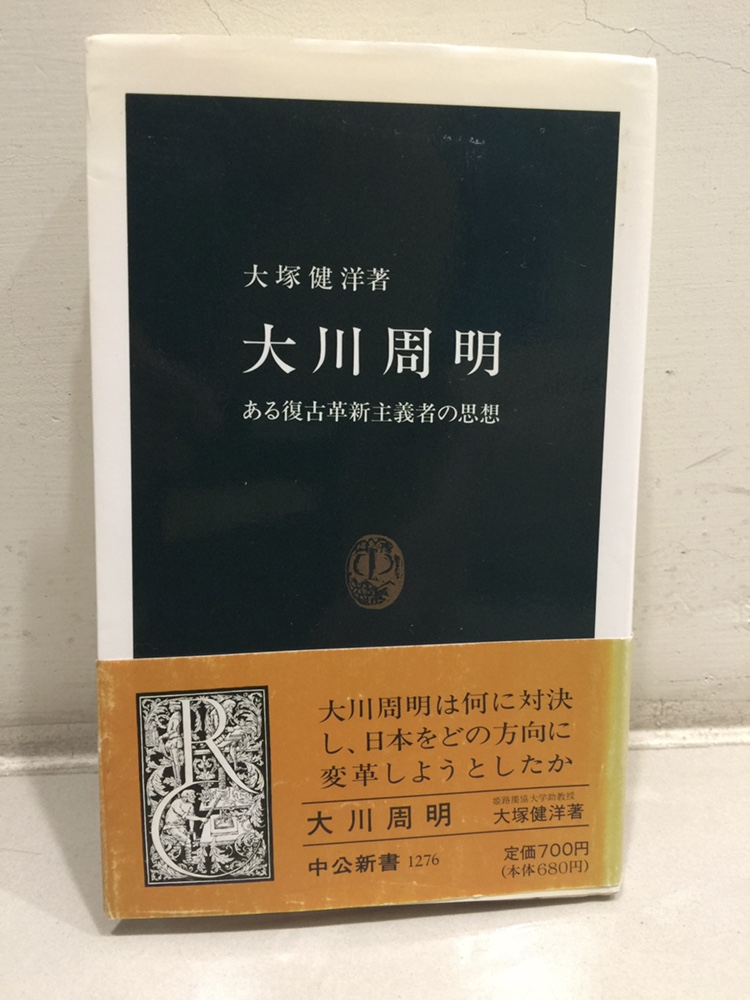 大塚健洋著
大川周明
ある復古革新主義者の思想
大川周明は何に対決
し、日本をどの方向に
変革しようとしたか
姫路獨協大学助教授
大川周明 大塚健洋著
中公新書 1276
定価700円
(本体680円)
R
C